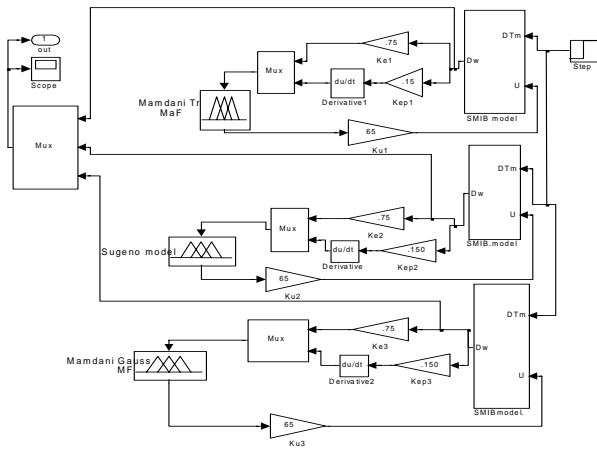 1
out
Scope
Mux
.75
Ke1
Mux
du/dt
Derivative1
.15
Kep1
Dw
DTm
U
SMIB model
Step
Mamdani Tr
MaF
65
Ku1
Mux
.75
Ke2
du/dt
Derivative
.150
Kep2
Dw
DTm
U
SMIB.model
Sugeno model
65
Ku2
Mux
.75
Ke3
du/dt
Derivative2
.150
Kep3
Dw
DTm
U
SMIBmodel.
Mamdani Gauss
MF
65
Ku3